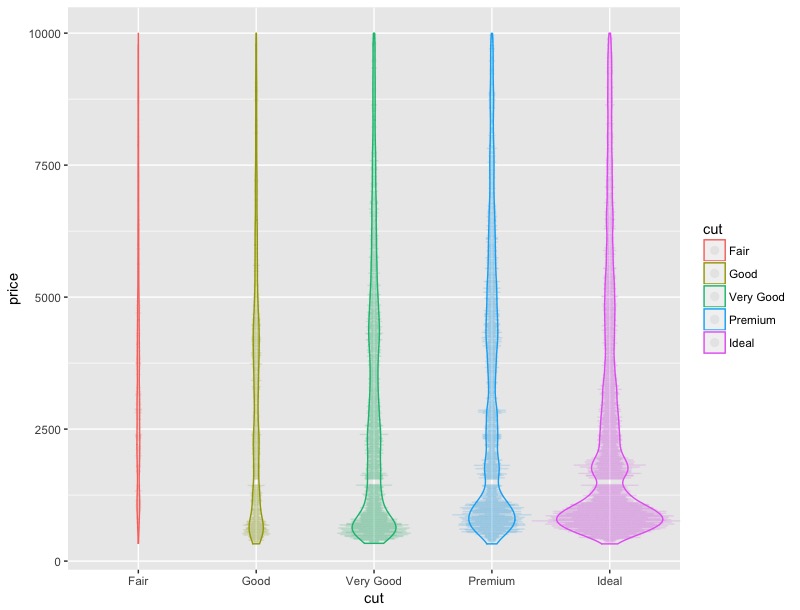 10000
7500
5000
2500
0
price
Fair
Good
Very Good
Premium
Ideal
cut
cut
Fair
Good
Very Good
Premium
Ideal